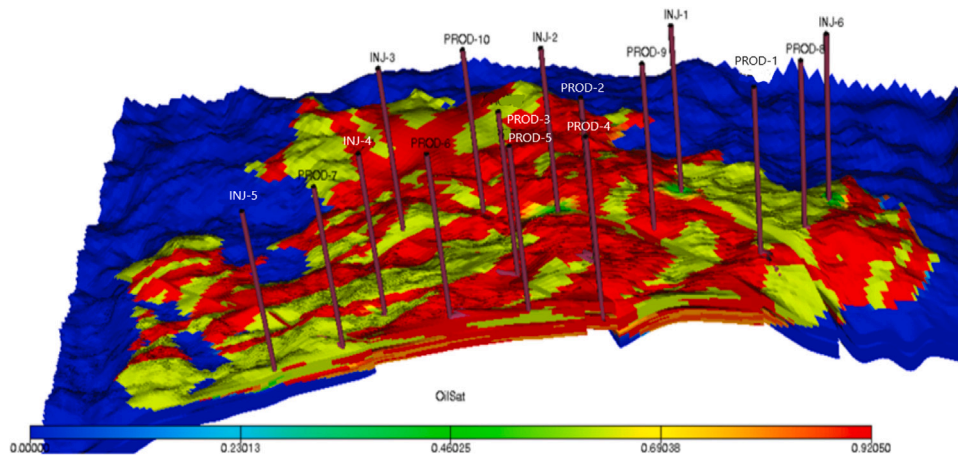 INJ-1
INJ-6
INJ-2
PROD-10
INJ-3
PROD-9
PROD-8
PROD-1
PROD-2
PROD-3
PROD-4
PROD-5
INJ-4
PROD-6
PROD-7
INJ-5
OilSat
0.00000 0.23013 0.46025 0.69038 0.92050